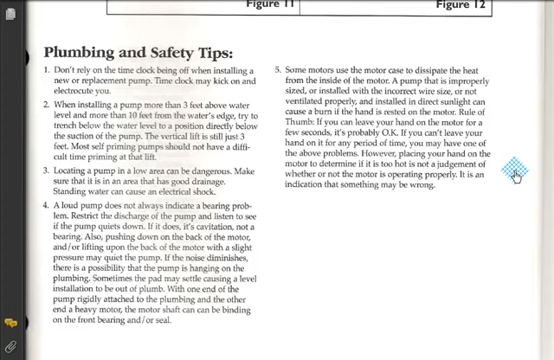 Figure 11
Figure 12
Plumbing and Safety Tips:
1. Don't rely on the time clock being off when installing a
new or replacement pump. Time clock may kick on and
electrocute you.
2. When installing a pump more than 3 feet above water
level and more than 10 feet from the water's edge, try to
trench below the water level to a position directly below
the suction of the pump. The vertical lift is still just 3
feet. Most self priming pumps should not have a diffi-
cult time priming at that lift.
3. Locating a pump in a low area can be dangerous. Make
sure that it is in an area that has good drainage.
Standing water can cause an electrical shock.
4. A loud pump does not always indicate a bearing prob-
lem. Restrict the discharge of the pump and listen to see
if the pump quiets down. If it does, it's cavitation, not a
bearing. Also, pushing down on the back of the motor,
and/or lifting upon the back of the motor with a slight
pressure may quiet the pump. If the noise diminishes,
there is a possibility that the pump is hanging on the
plumbing. Sometimes the pad may settle causing a level
installation to be out of plumb. With one end of the
pump rigidly attached to the plumbing and the other
end a heavy motor, the motor shaft can can be binding
on the front bearing and/or seal.
5. Some motors use the motor case to dissipate the heat
from the inside of the motor. A pump that is improperly
sized, or installed with the incorrect wire size, or not
ventilated properly, and installed in direct sunlight can
cause a burn if the hand is rested on the motor. Rule of
Thumb: If you can leave your hand on the motor for a
few seconds, it's probably O.K. If you can't leave your
hand on it for any period of time, you may have one of
the above problems. However, placing your hand on the
motor to determine if it is too hot is not a judgement of
whether or not the motor is operating properly. It is an
indication that something may be wrong.